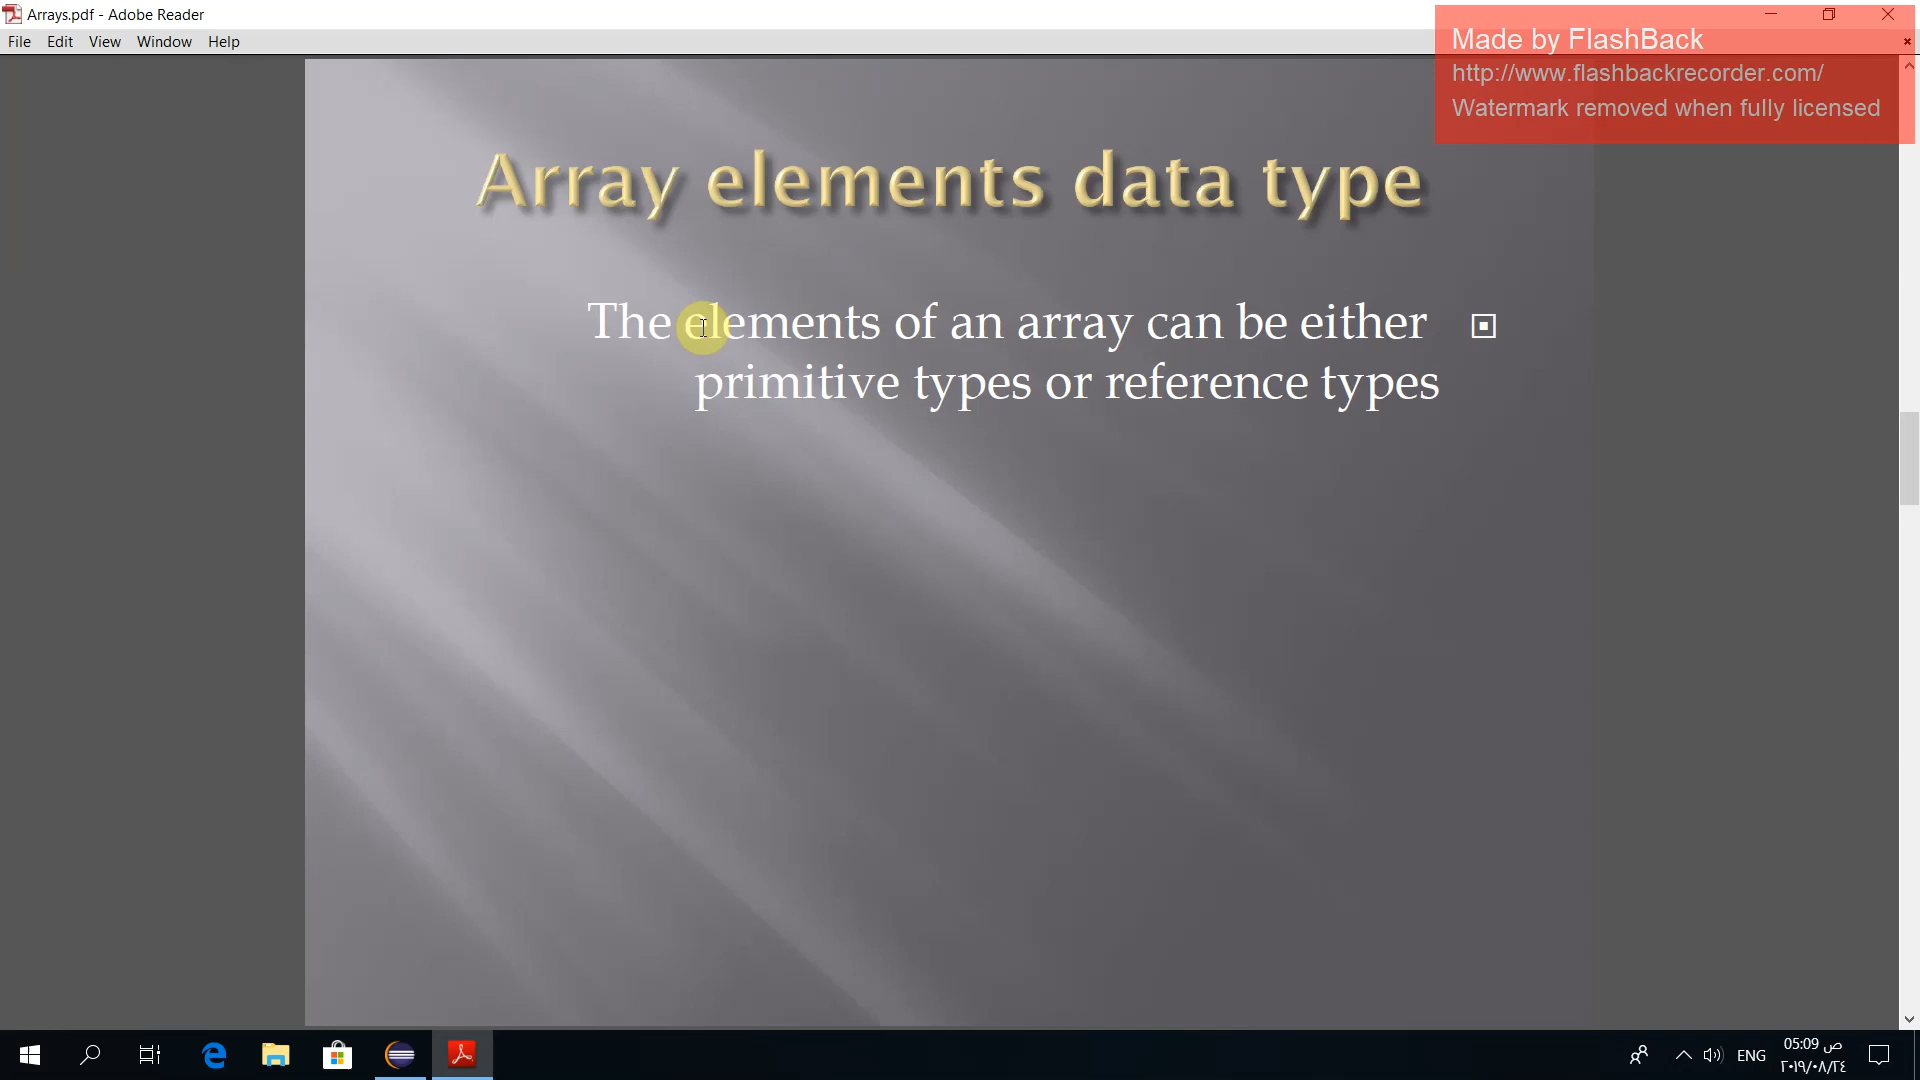 Arrays.pdf - Adobe Reader
File Edit View Window Help
Made by FlashBack
http://www.flashbackrecorder.com/
Watermark removed when fully licensed
Array elements data type
The elements of an array can be either
primitive types or reference types
ENG
05:09 ص
٢٠١٩/٠٨/٢٤